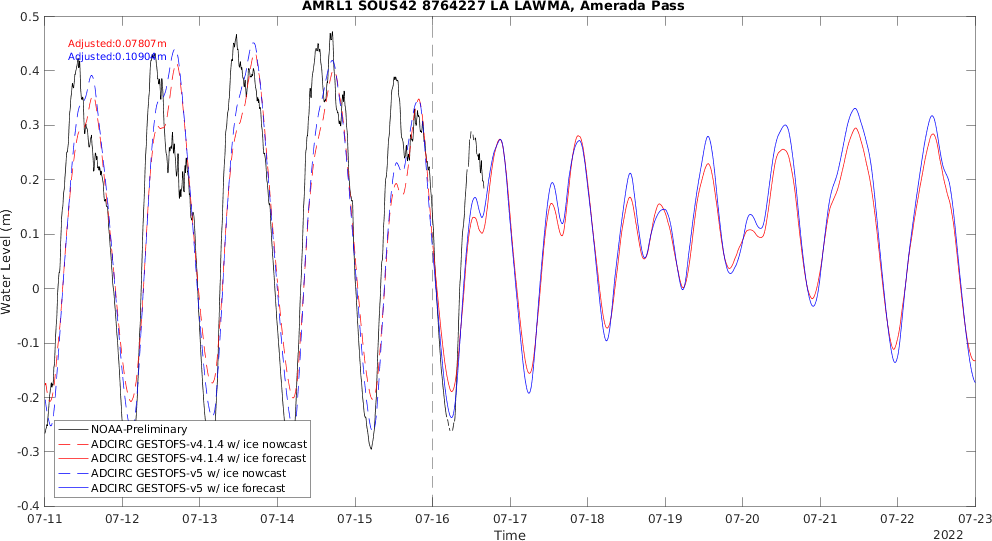 AMRL1 SOUS42 8764227 LA LAWMA, Amerada Pass
0.5
0.4
0.3
0.2
0.1
0
-0.1
-0.2
-0.3
-0.4
Water Level (m)
Adjusted:0.07807m
Adjusted:0.10904m
NOAA-Preliminary
ADCIRC GESTOFS-v4.1.4 w/ ice nowcast
ADCIRC GESTOFS-v4.1.4 w/ ice forecast
ADCIRC GESTOFS-v5 w/ ice nowcast
ADCIRC GESTOFS-v5 w/ ice forecast
07-11 07-12 07-13 07-14 07-15 07-16 07-17 07-18 07-19 07-20 07-21 07-22 07-23
Time
2022